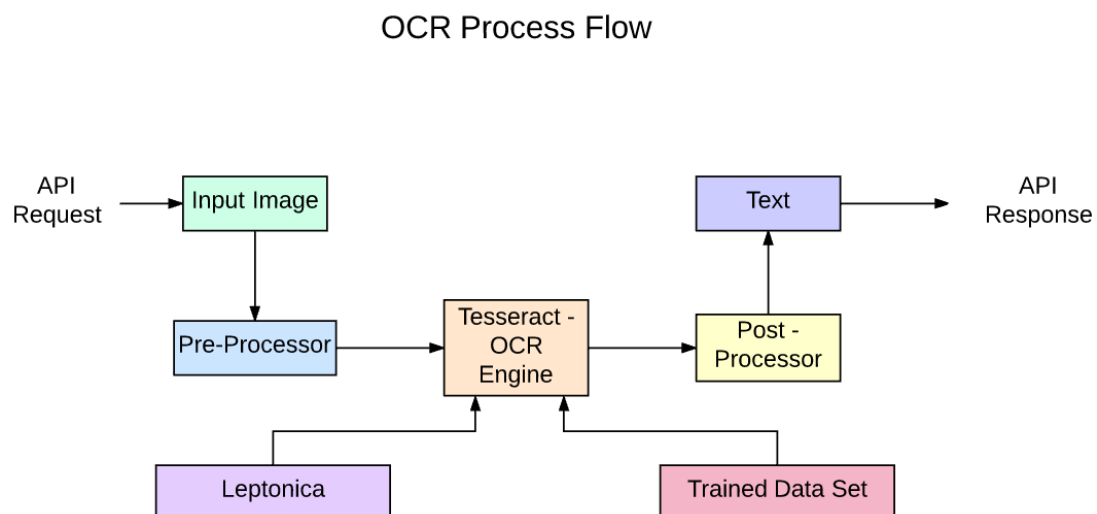 OCR Process Flow
API
Request
Input Image
Text
API
Response
Pre-Processor
Tesseract -
OCR
Engine
Post -
Processor
Leptonica
Trained Data Set